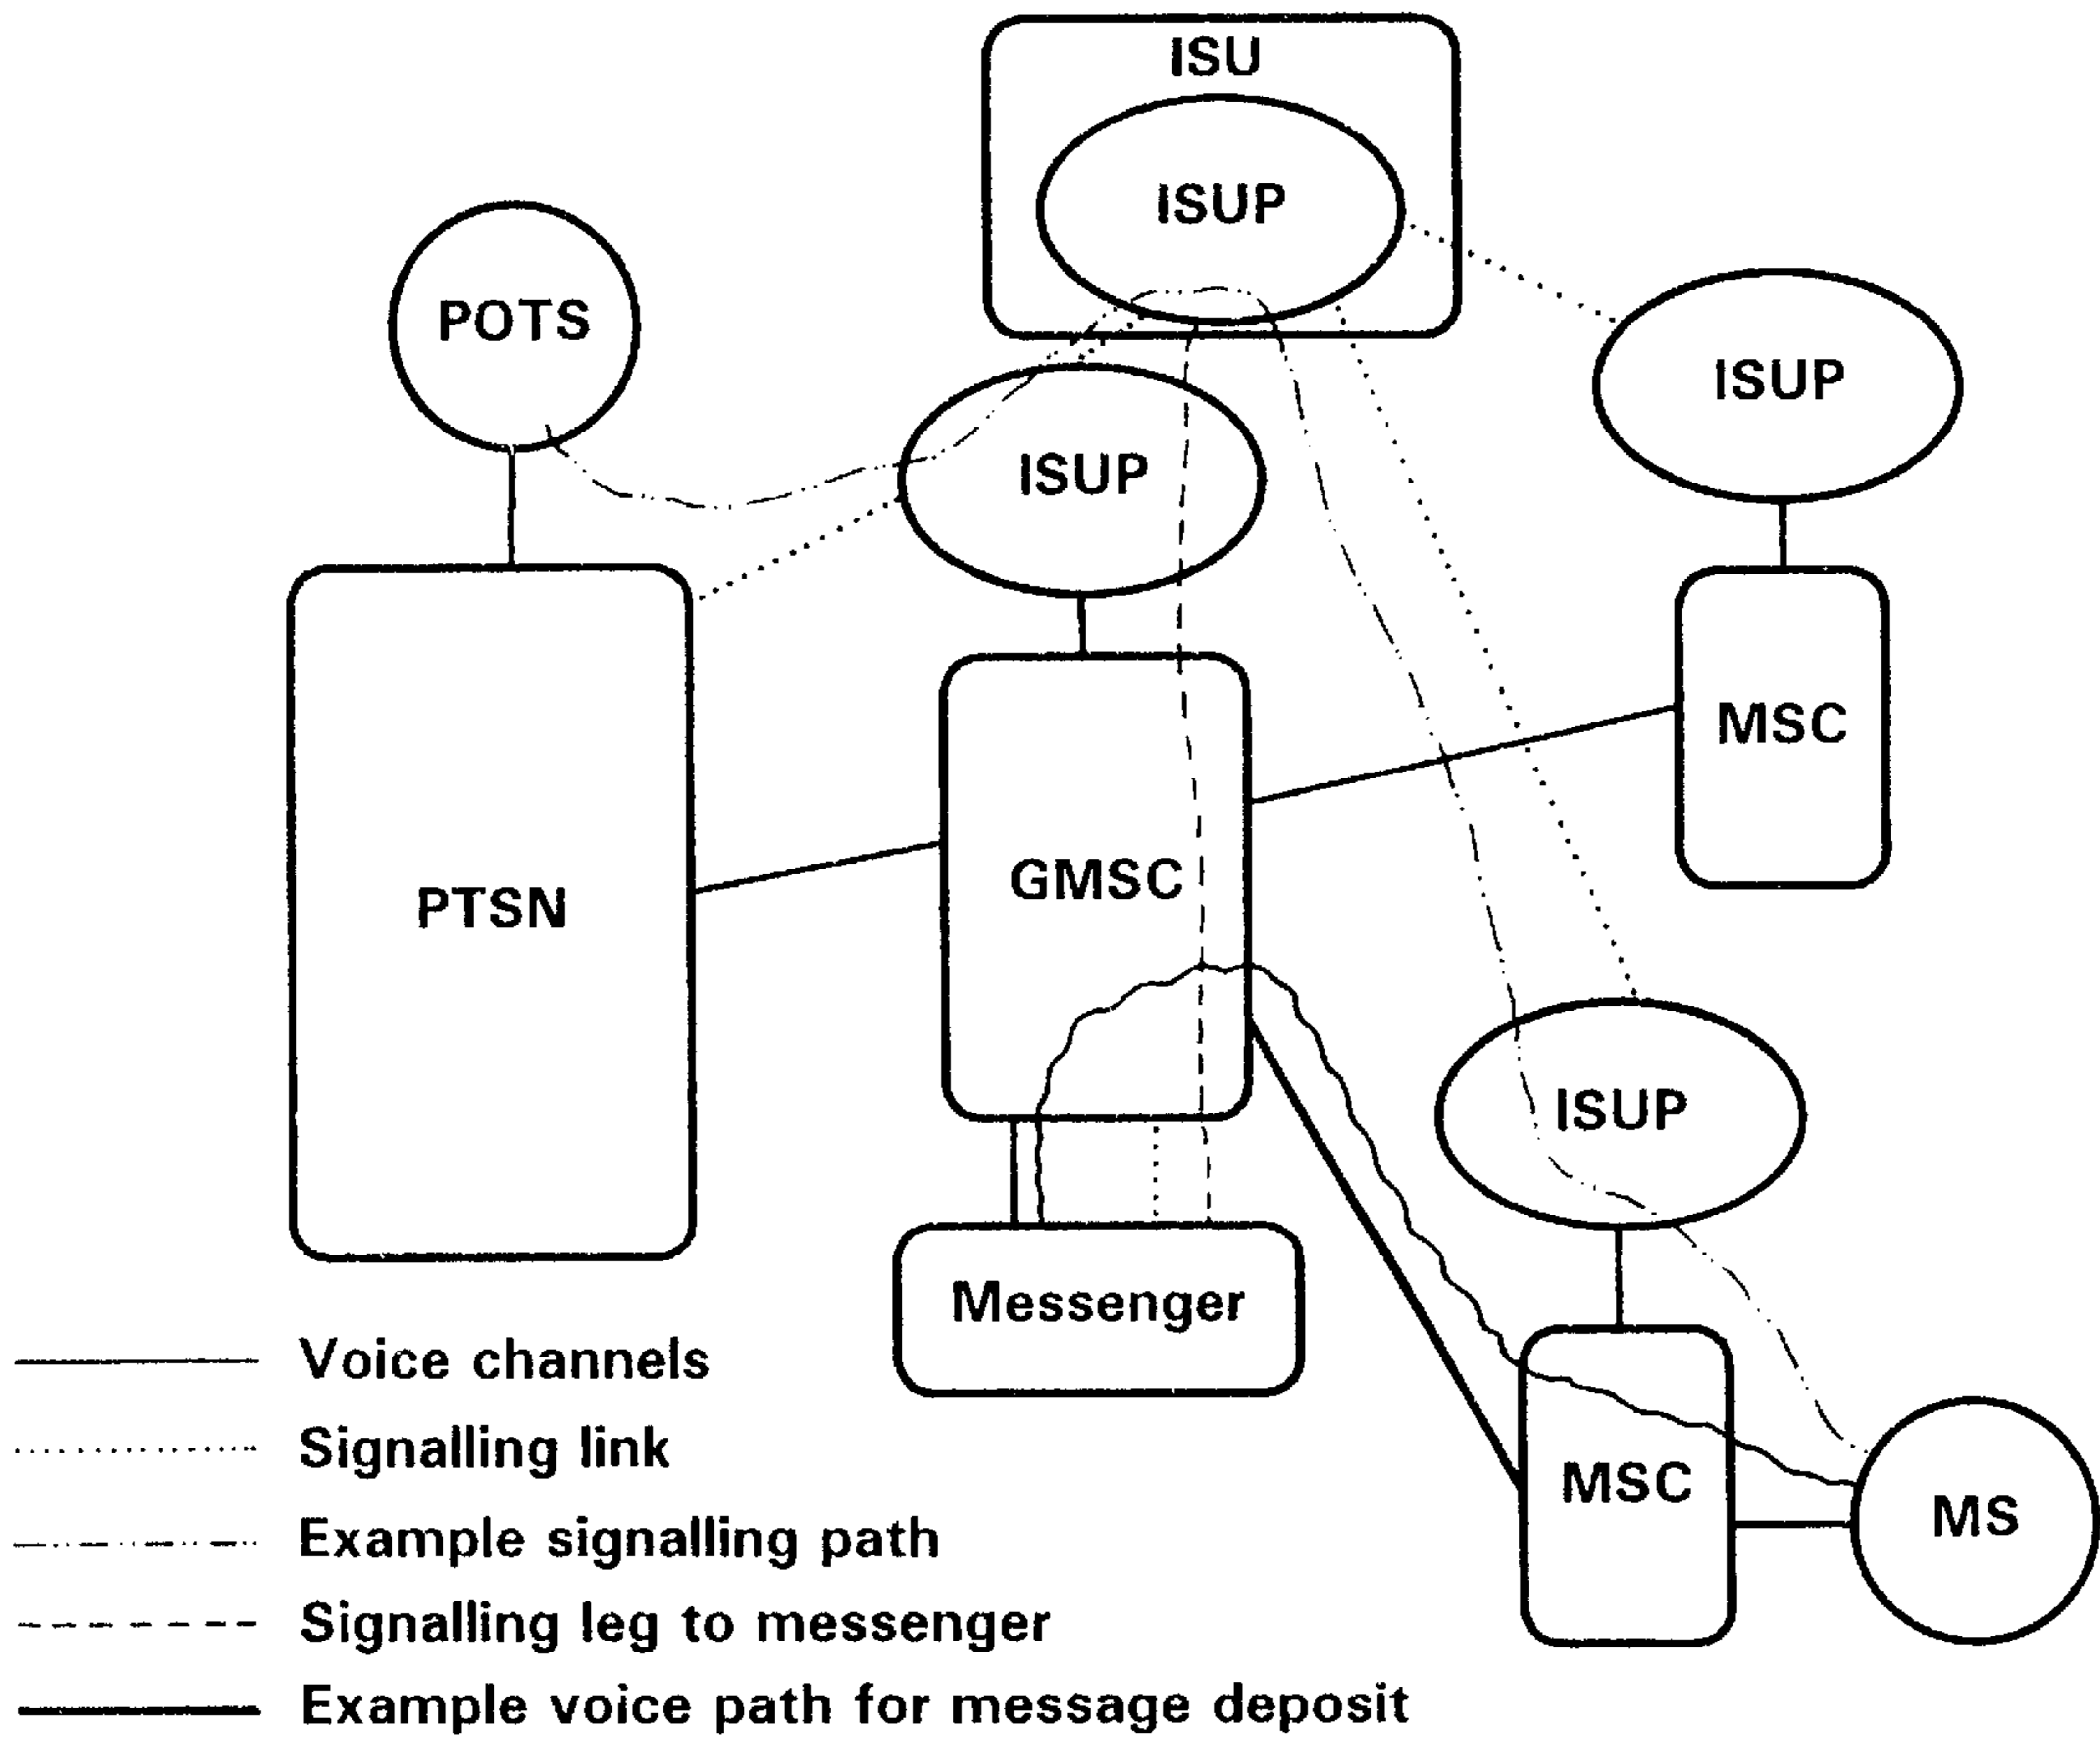 ISU
ISUP
POTS
ISUP
ISUP
MSC
GMSC
PTSN
ISUP
Messenger
MSC
MS
Voice channels
Signalling link
Example signalling path
Signalling leg to messenger
Example voice path for message deposit